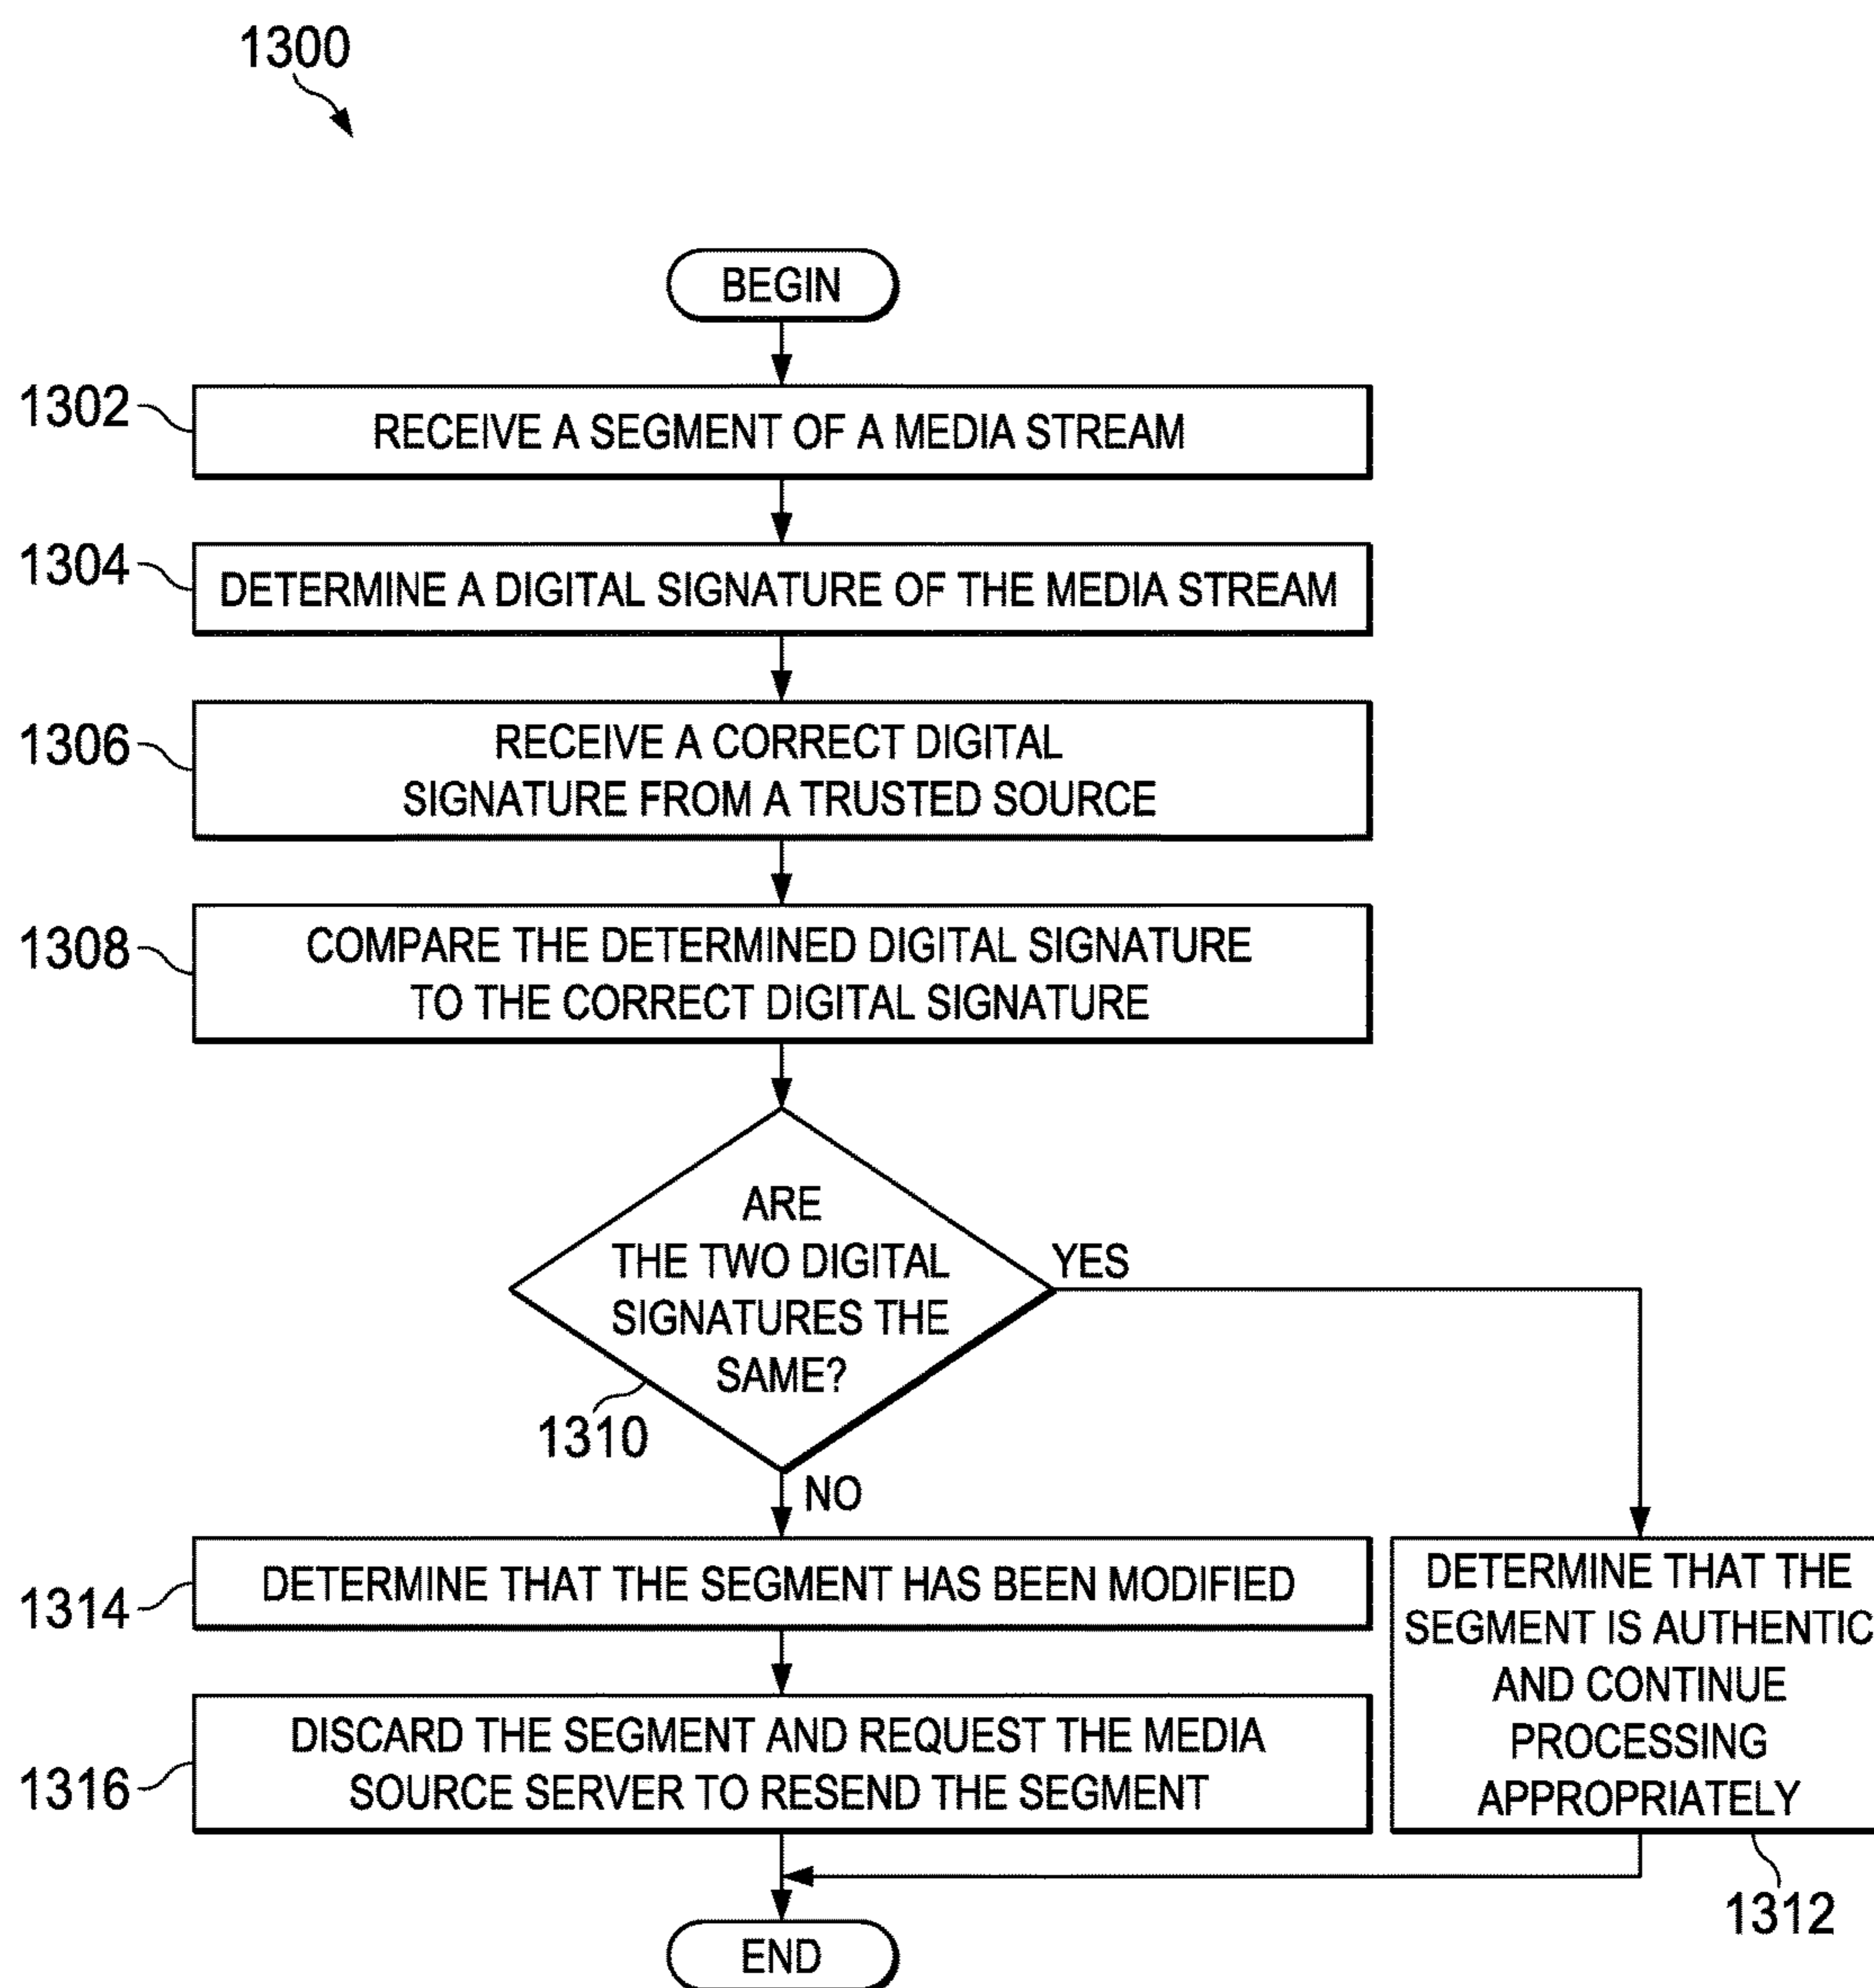 1300
BEGIN
1302
RECEIVE A SEGMENT OF A MEDIA STREAM
1304
DETERMINE A DIGITAL SIGNATURE OF THE MEDIA STREAM
1306
RECEIVE A CORRECT DIGITAL
SIGNATURE FROM A TRUSTED SOURCE
1308
COMPARE THE DETERMINED DIGITAL SIGNATURE
TO THE CORRECT DIGITAL SIGNATURE
ARE
THE TWO DIGITAL
SIGNATURES THE
SAME?
1310
YES
NO
1314
DETERMINE THAT THE SEGMENT HAS BEEN MODIFIED
1316
DISCARD THE SEGMENT AND REQUEST THE MEDIA
SOURCE SERVER TO RESEND THE SEGMENT
DETERMINE THAT THE
SEGMENT IS AUTHENTIC
AND CONTINUE
PROCESSING
APPROPRIATELY
1312
END